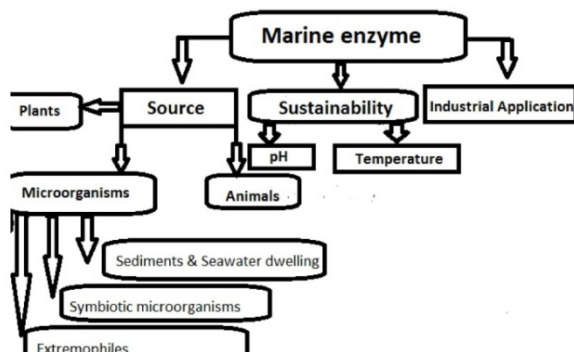 Marine enzyme
Plants
Source
Sustainability
Industrial Application
pH
Temperature
Microorganisms
Animals
Sediments & Seawater dwelling
Symbiotic microorganisms
Extremophiles